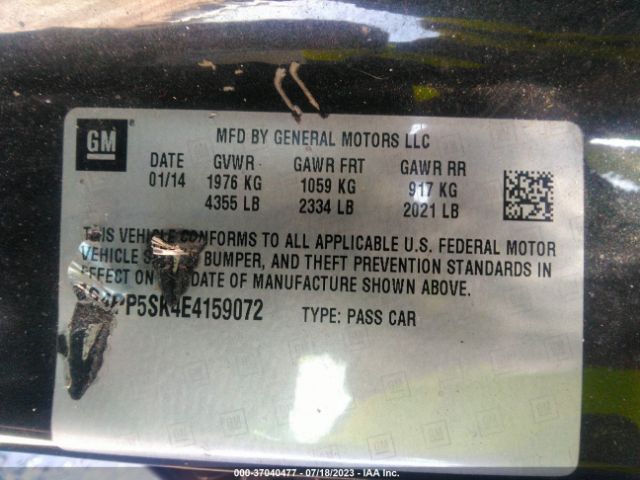 GM
MFD BY GENERAL MOTORS LLC
DATE GVWR GAWR FRT GAWR RR
01/14 1976 KG 1059 KG 917 KG
4355 LB 2334 LB 2021 LB
THIS VEHICLE CONFORMS TO ALL APPLICABLE U.S. FEDERAL MOTOR
VEHICLE BUMPER, AND THEFT PREVENTION STANDARDS IN
EFFECT ON DATE OF MANUFACTURE SHOWN ABOVE.
P5SK4E4159072 TYPE: PASS CAR
000-37040477 - 07/18/2023 - IAA Inc.